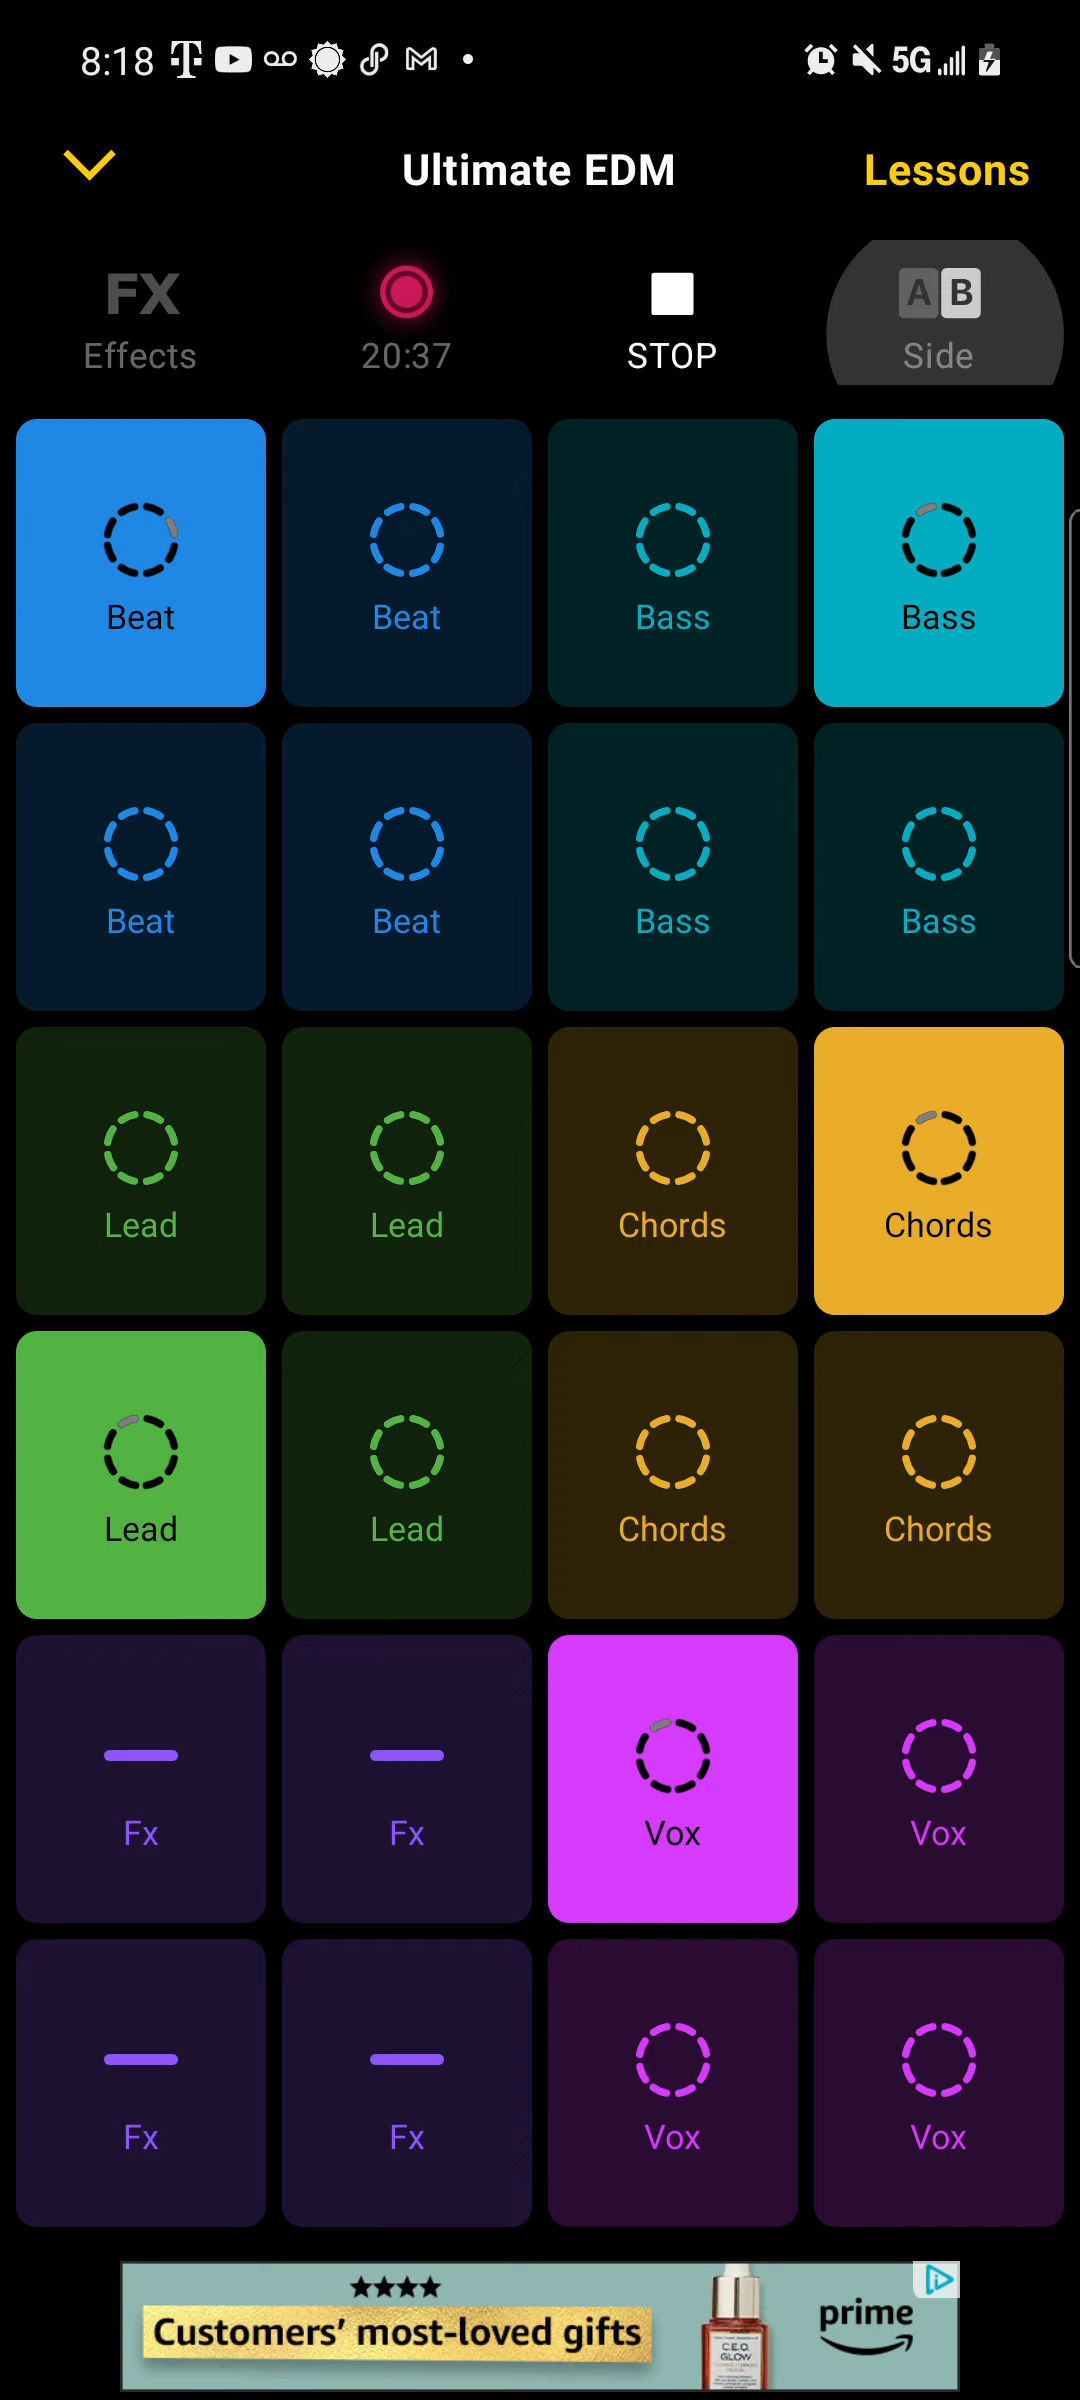 8:18 5G
Ultimate EDM Lessons
FX AB
Effects 20:37 STOP Side
Beat Beat Bass Bass
Beat Beat Bass Bass
Lead Lead Chords Chords
Lead Lead Chords Chords
Fx Fx Vox Vox
Fx Fx Vox Vox
Customers’ most-loved gifts
C.E.O.
GLOW
prime